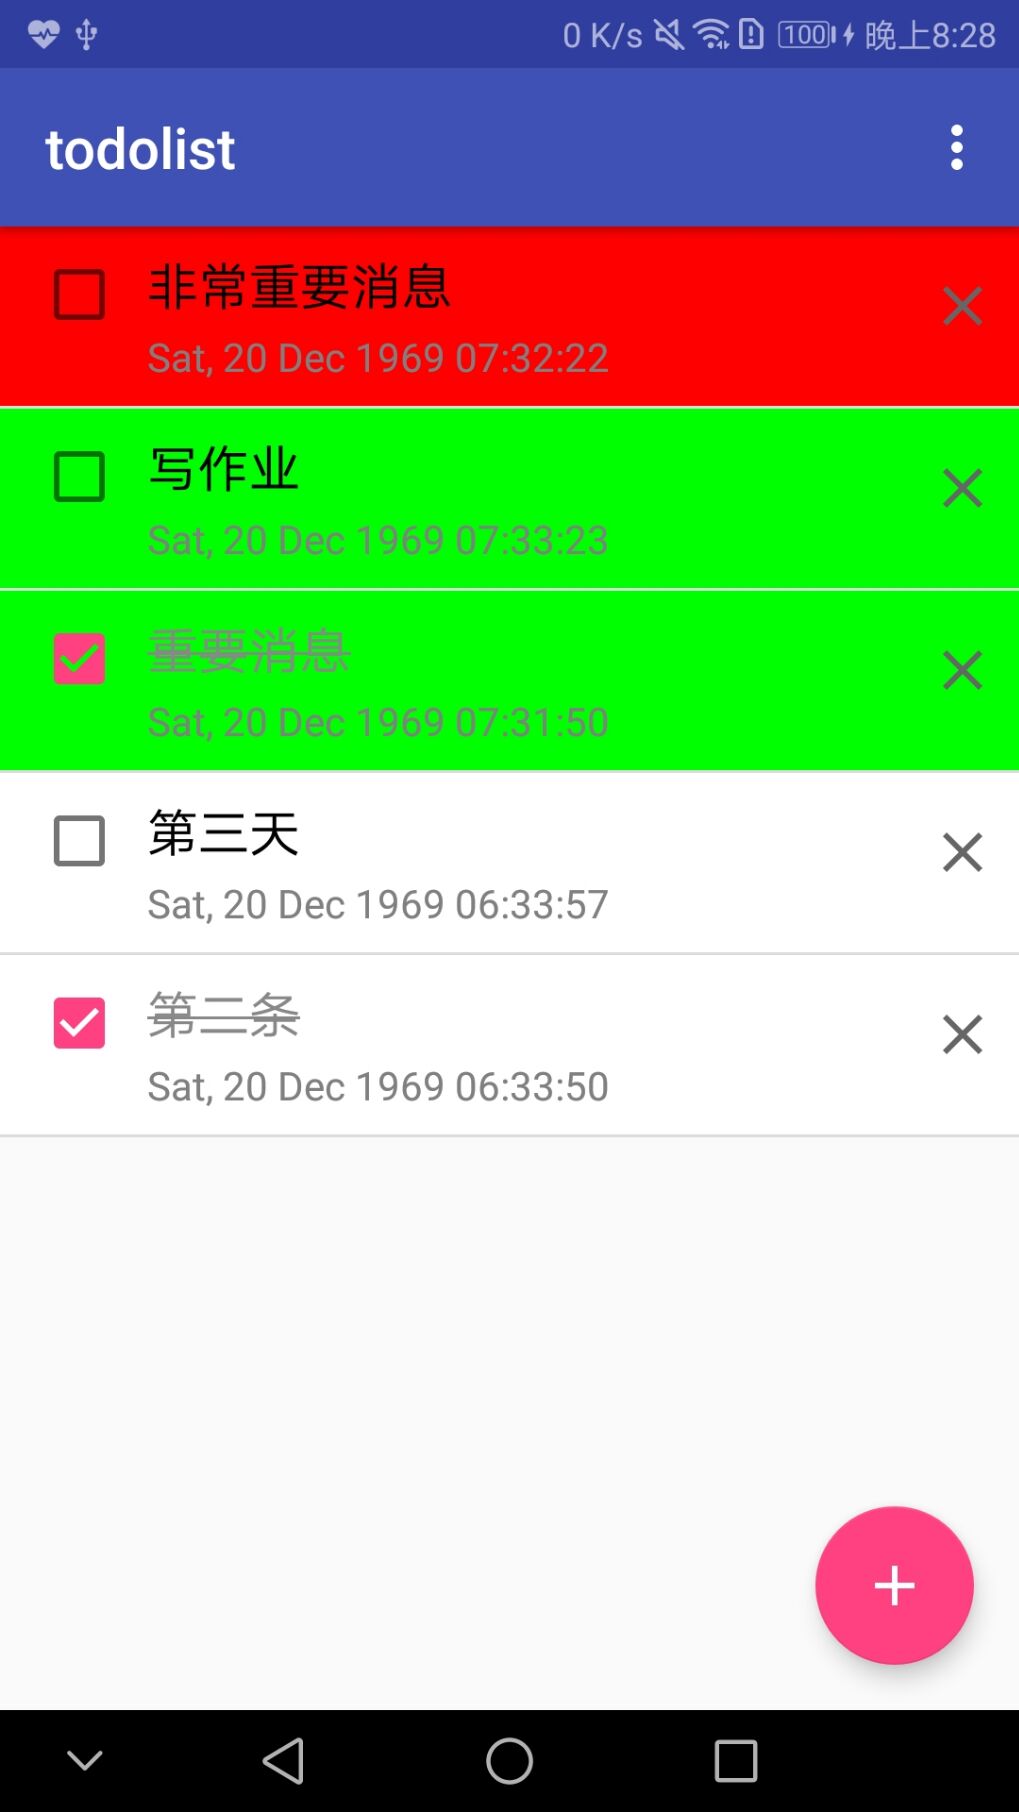 0 K/s 100 晚上8:28
todolist
非常重要消息
Sat, 20 Dec 1969 07:32:22
写作业
Sat, 20 Dec 1969 07:33:23
重要消息
Sat, 20 Dec 1969 07:31:50
第三天
Sat, 20 Dec 1969 06:33:57
第二条
Sat, 20 Dec 1969 06:33:50